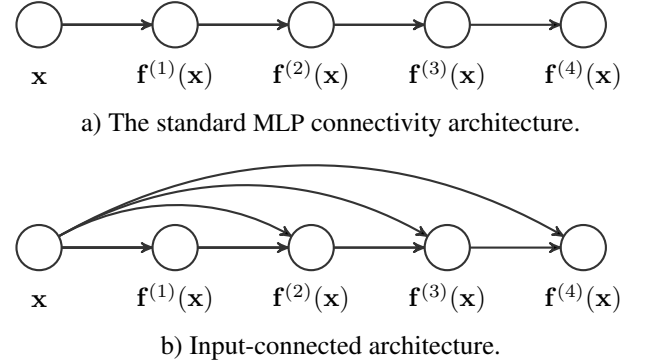 x f⁽¹⁾(x) f⁽²⁾(x) f⁽³⁾(x) f⁽⁴⁾(x)
a) The standard MLP connectivity architecture.
x f⁽¹⁾(x) f⁽²⁾(x) f⁽³⁾(x) f⁽⁴⁾(x)
b) Input-connected architecture.